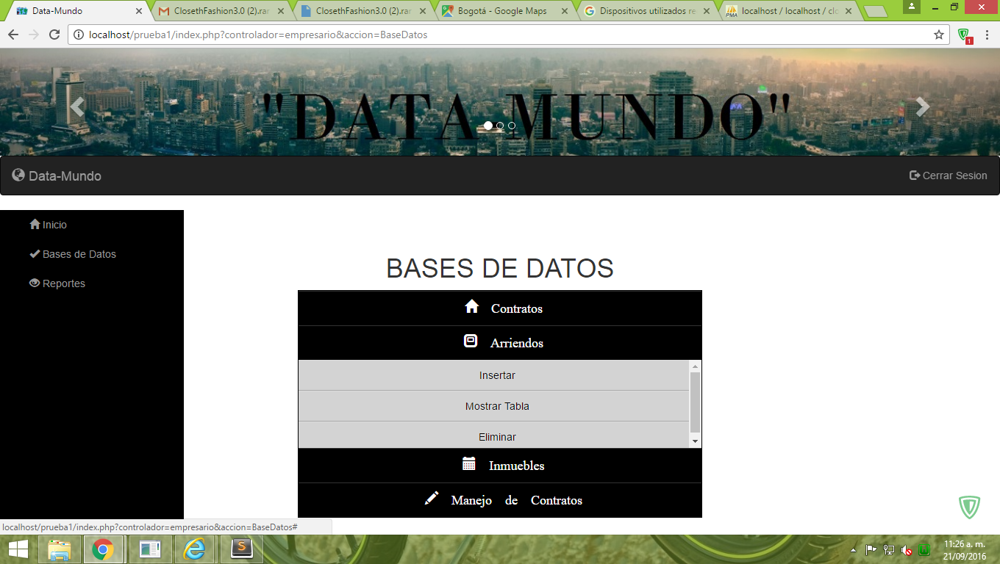 Data-Mundo
ClosethFashion3.0 (2).rar
ClosethFashion3.0 (2).rar
Bogotá - Google Maps
Dispositivos utilizados re
localhost / localhost / clo
localhost/prueba1/index.php?controlador=empresario&accion=BaseDatos
1
"DATA MUNDO"
Data-Mundo
Cerrar Sesion
Inicio
Bases de Datos
Reportes
BASES DE DATOS
Contratos
Arriendos
Insertar
Mostrar Tabla
Eliminar
Inmuebles
Manejo de Contratos
localhost/prueba1/index.php?controlador=empresario&accion=BaseDatos#
11:26 a. m.
21/09/2016